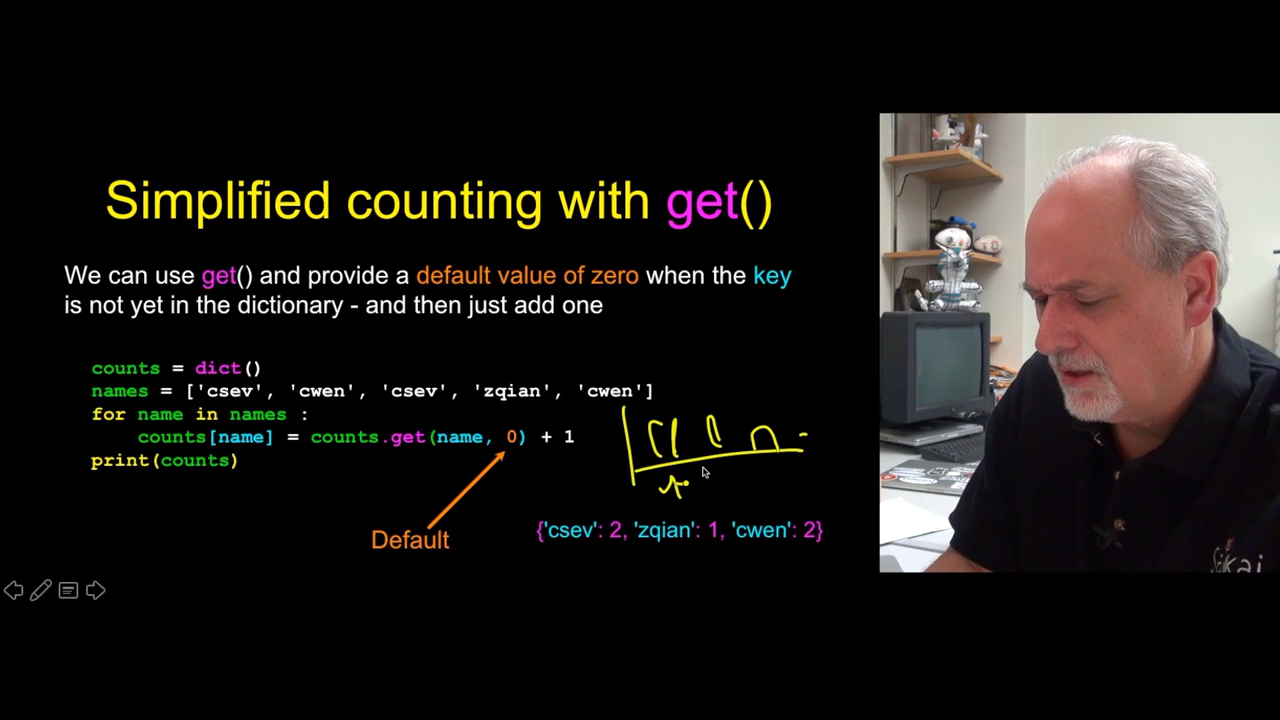 Simplified counting with get()
We can use get() and provide a default value of zero when the key
is not yet in the dictionary - and then just add one
counts = dict()
names = ['csev', 'cwen', 'csev', 'zqian', 'cwen']
for name in names :
    counts[name] = counts.get(name, 0) + 1
print(counts)
Default
{'csev': 2, 'zqian': 1, 'cwen': 2}